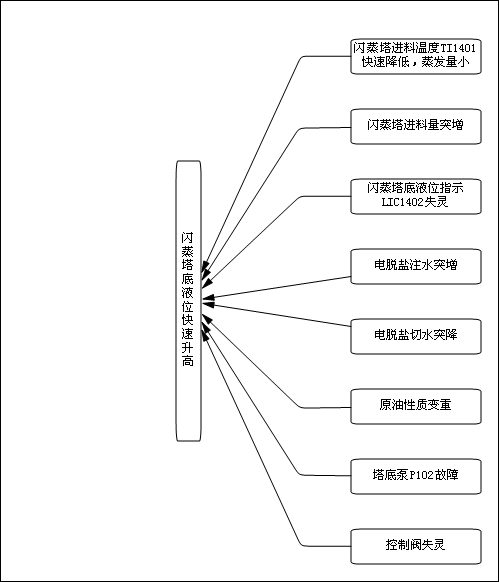 闪蒸塔进料温度TI1401
快速降低，蒸发量小
闪蒸塔进料量突增
闪蒸塔底液位指示
LIC1402失灵
闪蒸塔底液位快速升高
电脱盐注水突增
电脱盐切水突降
原油性质变重
塔底泵P102故障
控制阀失灵